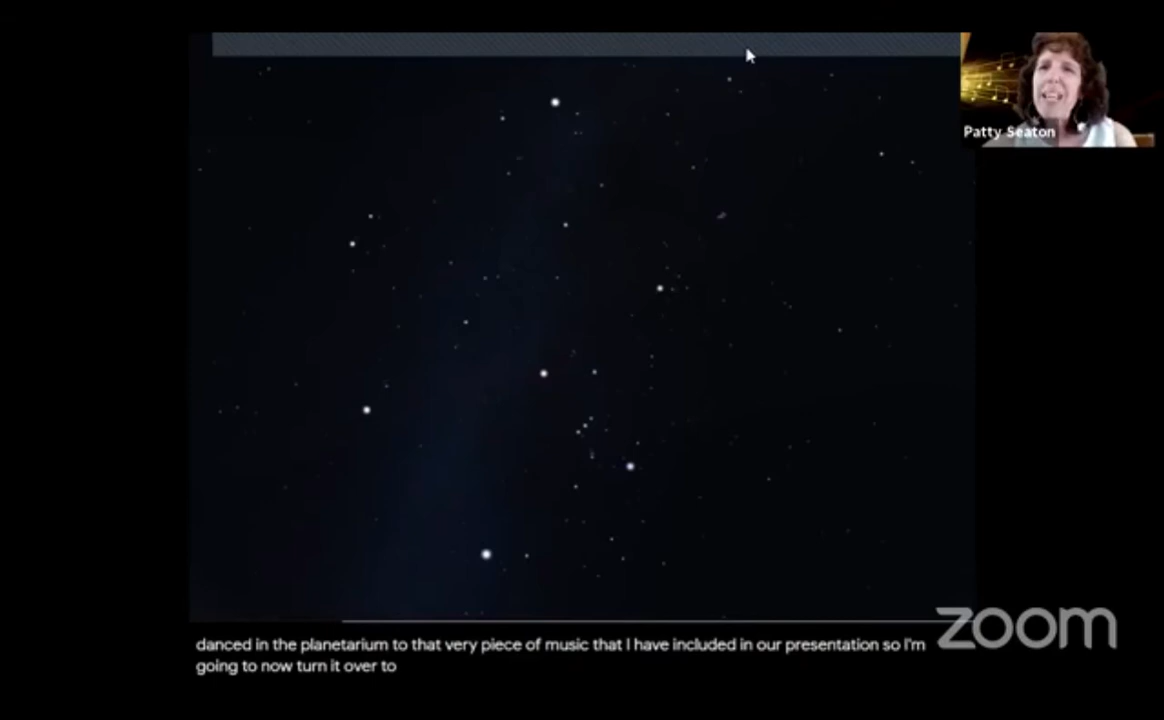 Patty Seaton
zoom
danced in the planetarium to that very piece of music that I have included in our presentation so I'm
going to now turn it over to